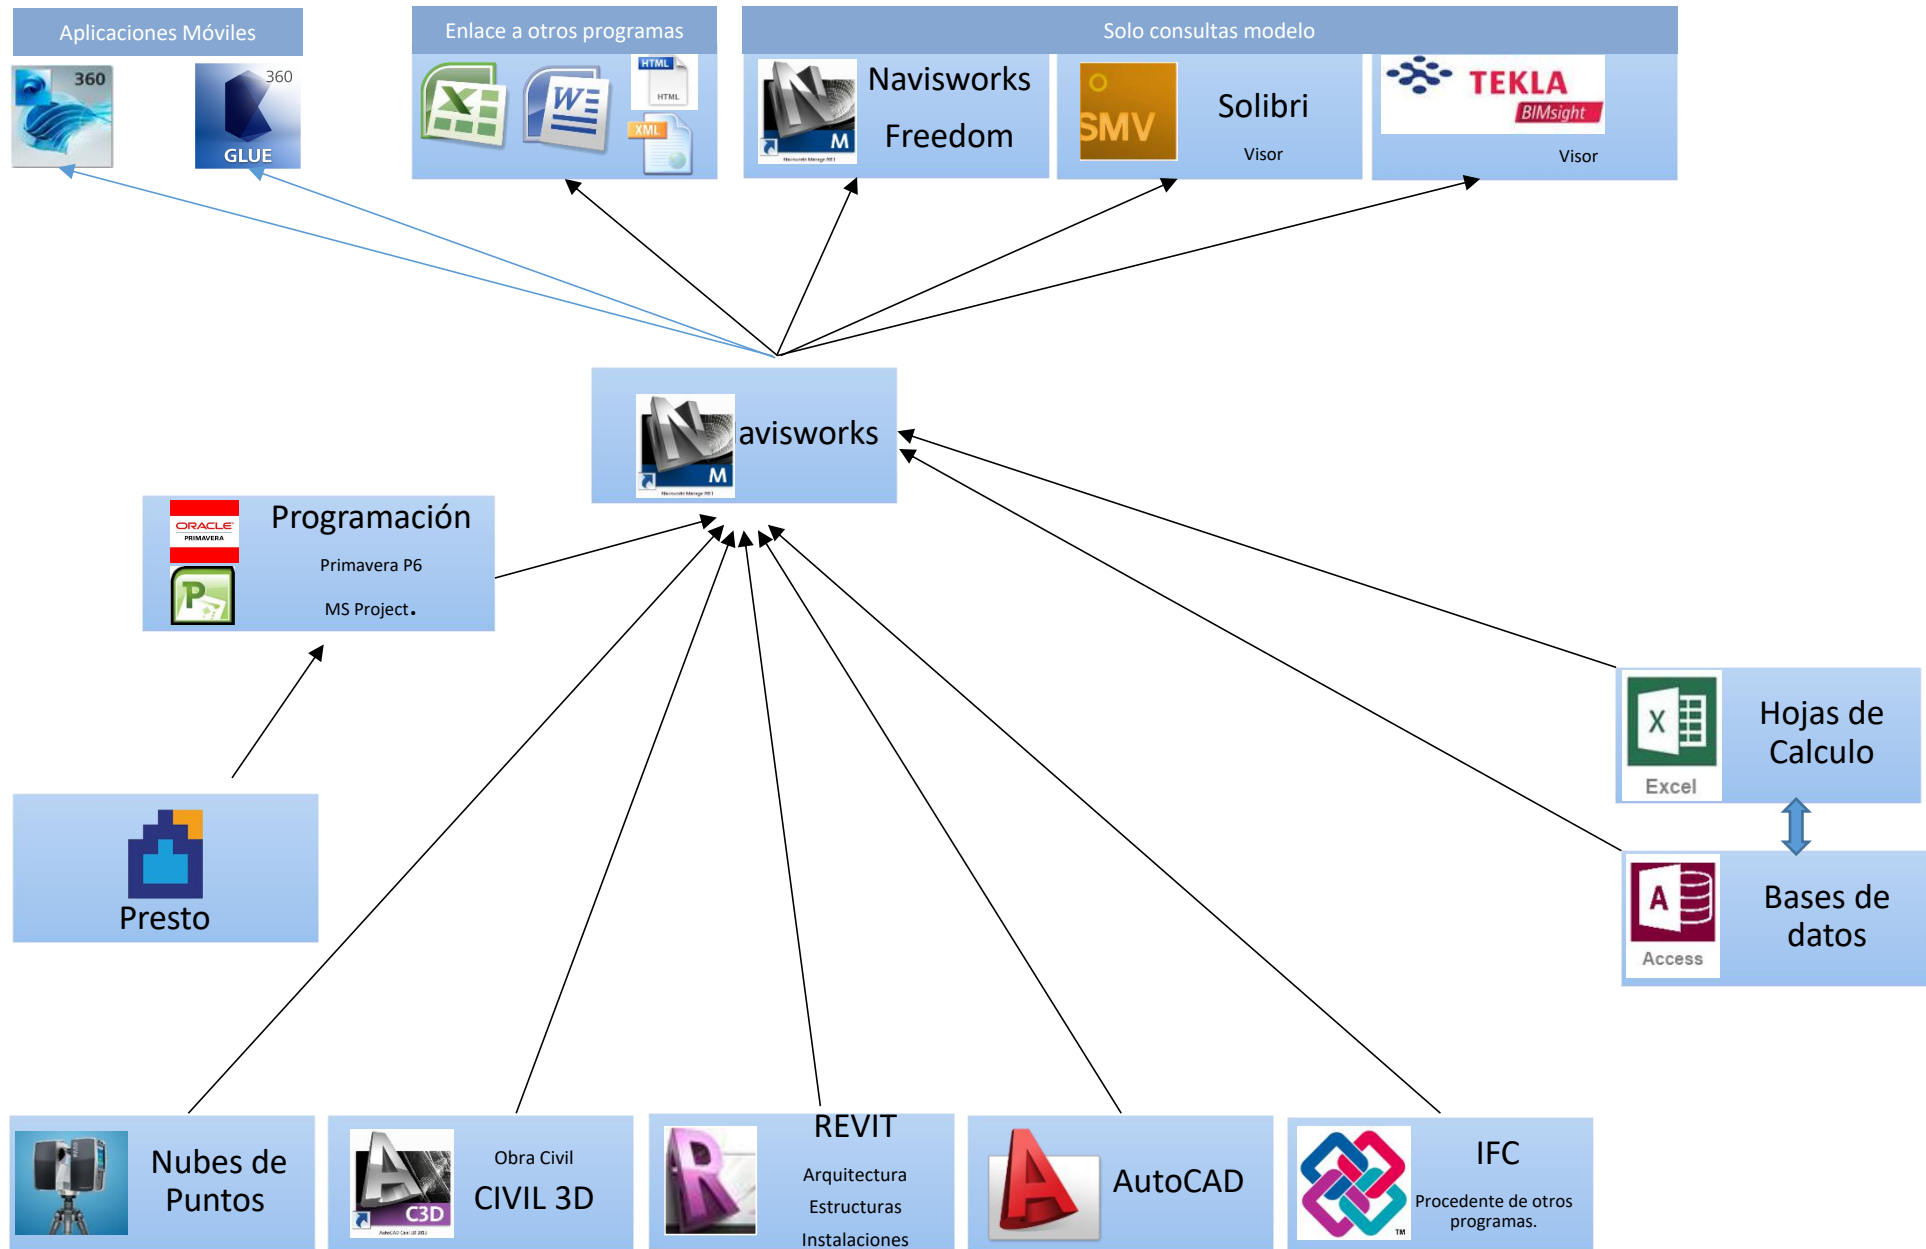 Aplicaciones Móviles
Enlace a otros programas
Solo consultas modelo
360
360
GLUE
HTML
HTML
XML
M
Navisworks
Freedom
SMV
Solibri
Visor
TEKLA
BIMsight
Visor
avisworks
M
ORACLE
PRIMAVERA
Programación
Primavera P6
MS Project.
Presto
Excel
Hojas de
Calculo
Access
Bases de
datos
Nubes de
Puntos
C3D
Obra Civil
CIVIL 3D
REVIT
Arquitectura
Estructuras
Instalaciones
AutoCAD
IFC
Procedente de otros
programas.
TM